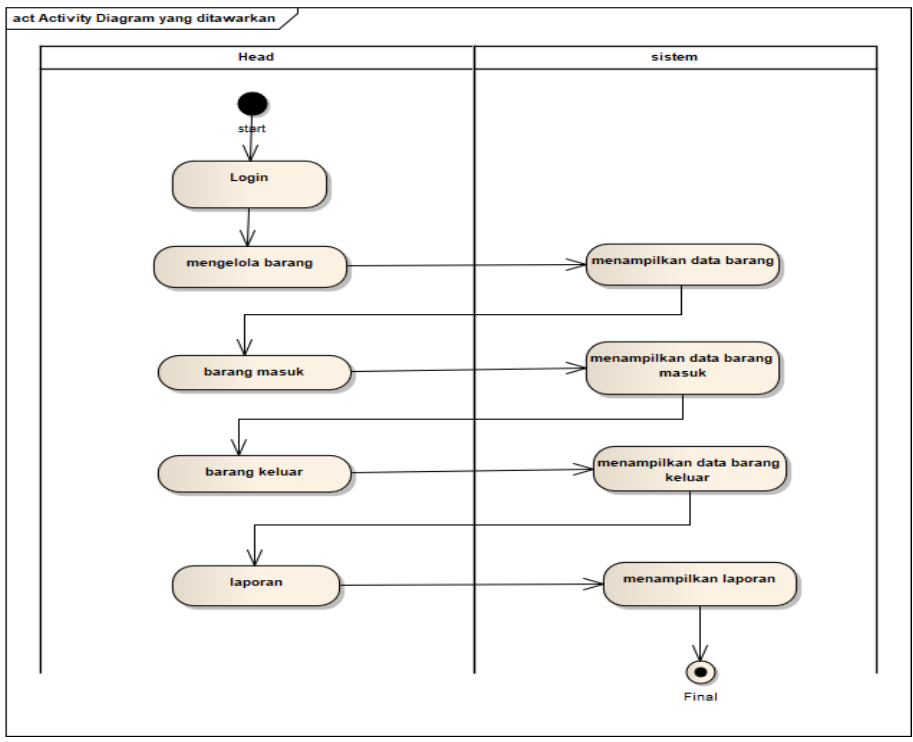 act Activity Diagram yang ditawarkan
Head
sistem
start
Login
mengelola barang
menampilkan data barang
barang masuk
menampilkan data barang
masuk
barang keluar
menampilkan data barang
keluar
laporan
menampilkan laporan
Final